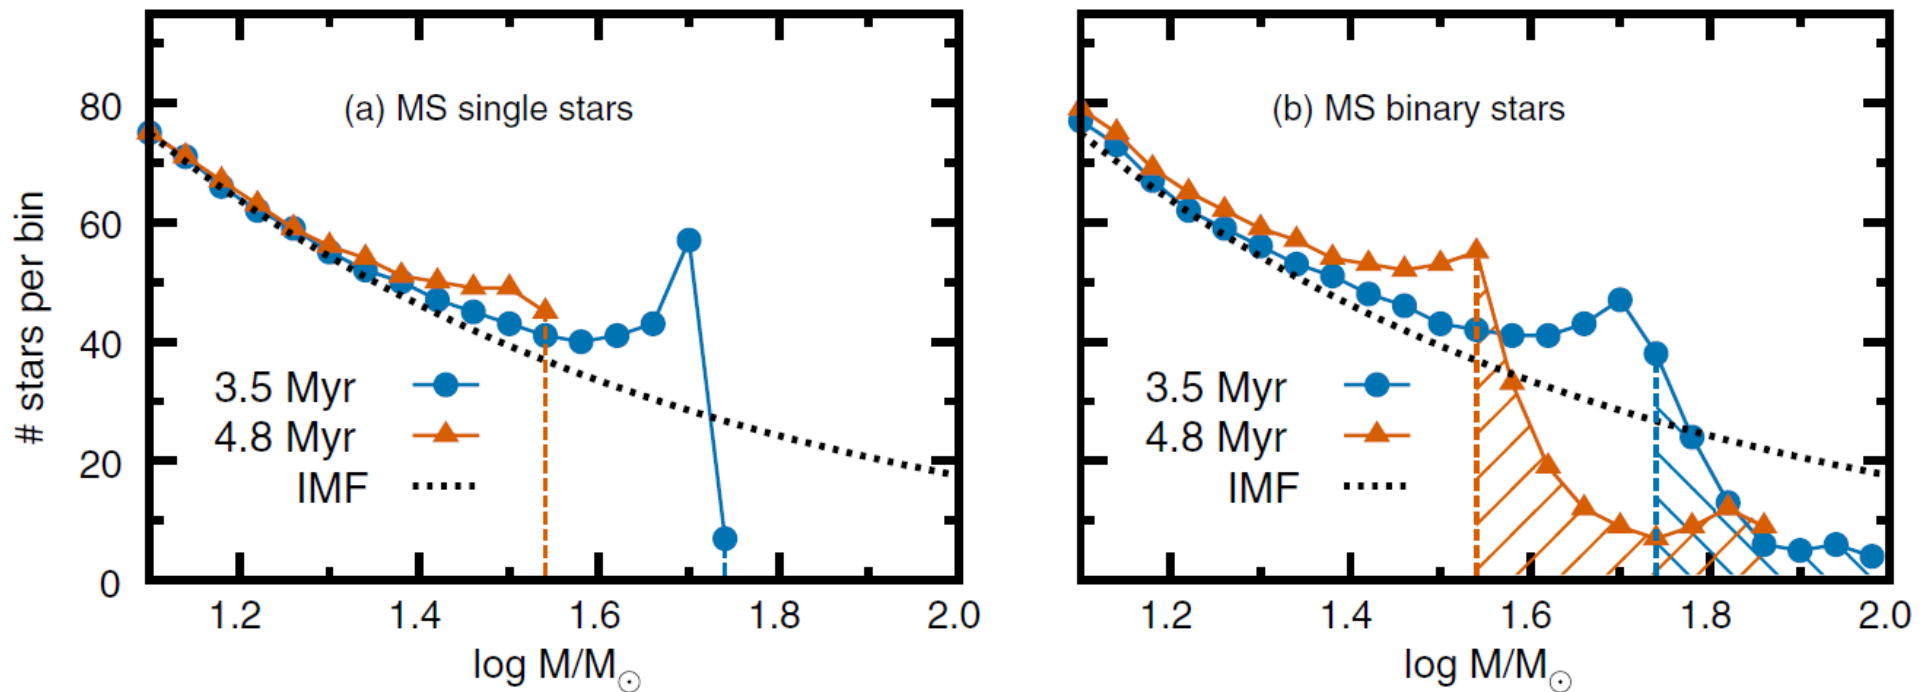 (a) MS single stars
# stars per bin
80
60
40
20
0
3.5 Myr
4.8 Myr
IMF
1.2 1.4 1.6 1.8 2.0
log M/M☉
(b) MS binary stars
3.5 Myr
4.8 Myr
IMF
1.2 1.4 1.6 1.8 2.0
log M/M☉